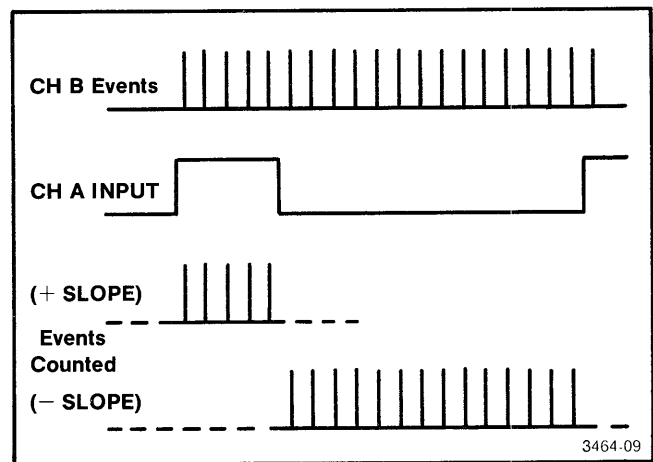 CH B Events
CH A INPUT
(+ SLOPE)
Events
Counted
(− SLOPE)
3464-09